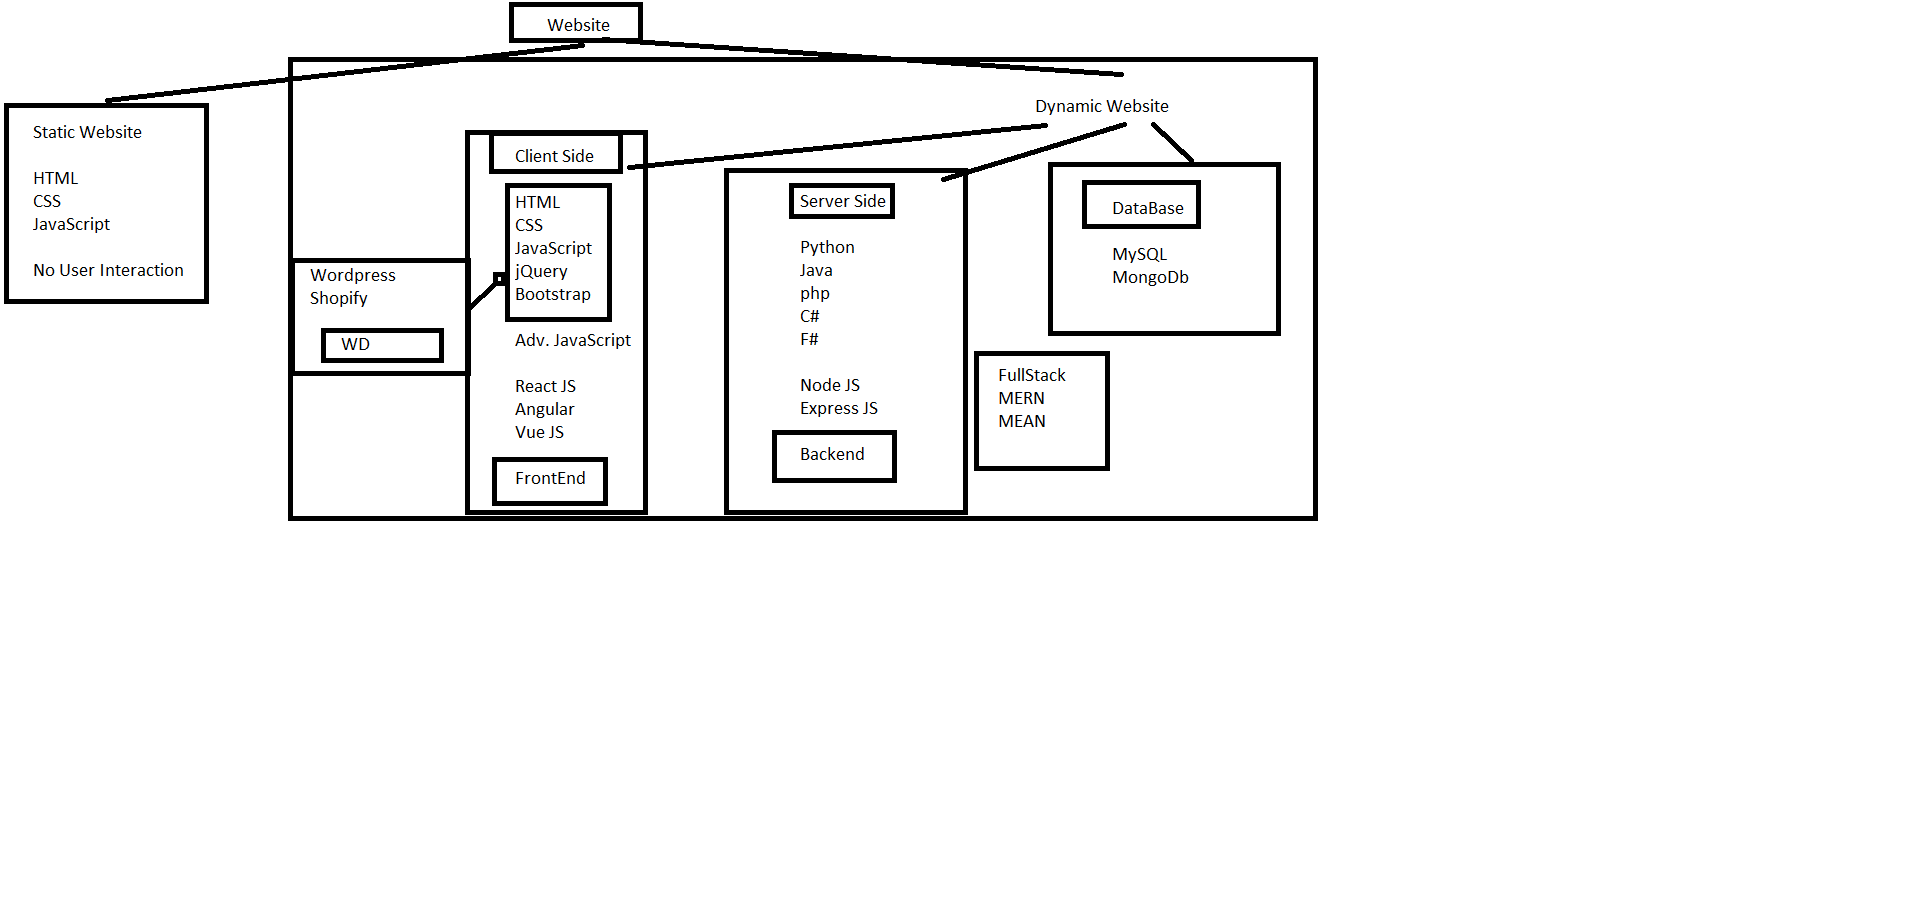 Website
Static Website
HTML
CSS
JavaScript
No User Interaction
Dynamic Website
Client Side
HTML
CSS
JavaScript
jQuery
Bootstrap
Adv. JavaScript
React JS
Angular
Vue JS
FrontEnd
Wordpress
Shopify
WD
Server Side
Python
Java
php
C#
F#
Node JS
Express JS
Backend
DataBase
MySQL
MongoDb
FullStack
MERN
MEAN